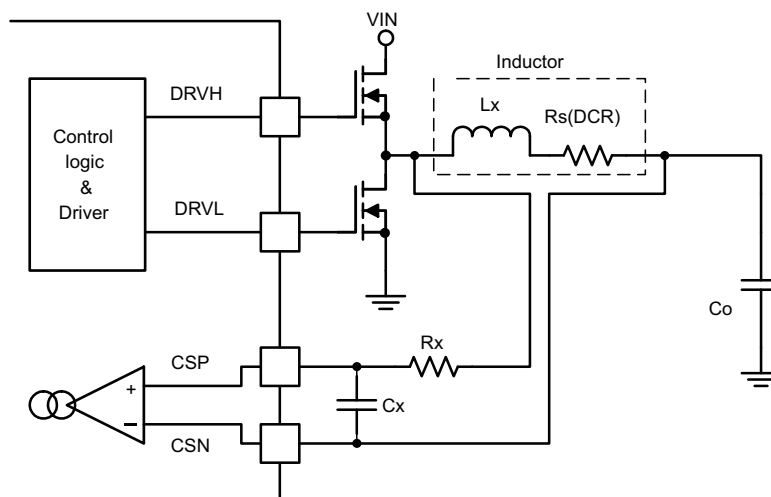 VIN
Inductor
DRVH
Lx
Rs(DCR)
Control
logic
&
Driver
DRVL
Co
Rx
CSP
+
Cx
−
CSN